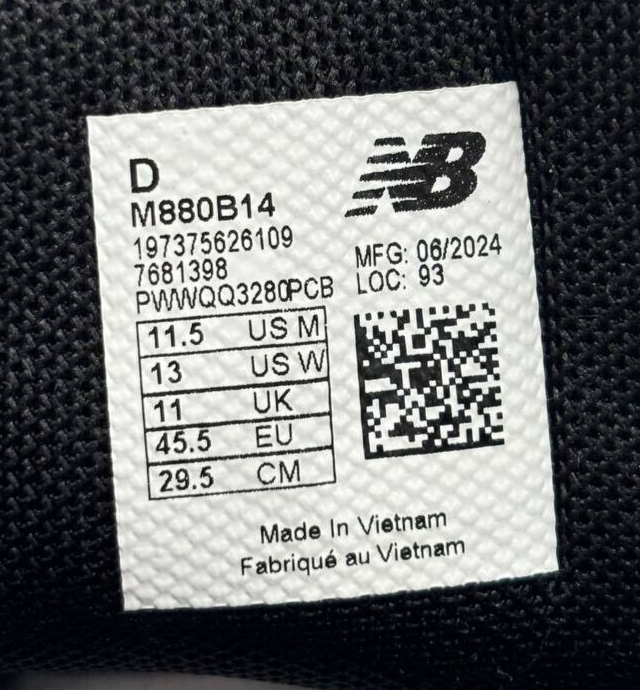 D
NB
M880B14
197375626109
7681398
PWWQQ3280PCB
MFG: 06/2024
LOC: 93
11.5 US M
13 US W
11 UK
45.5 EU
29.5 CM
Made In Vietnam
Fabriqué au Vietnam